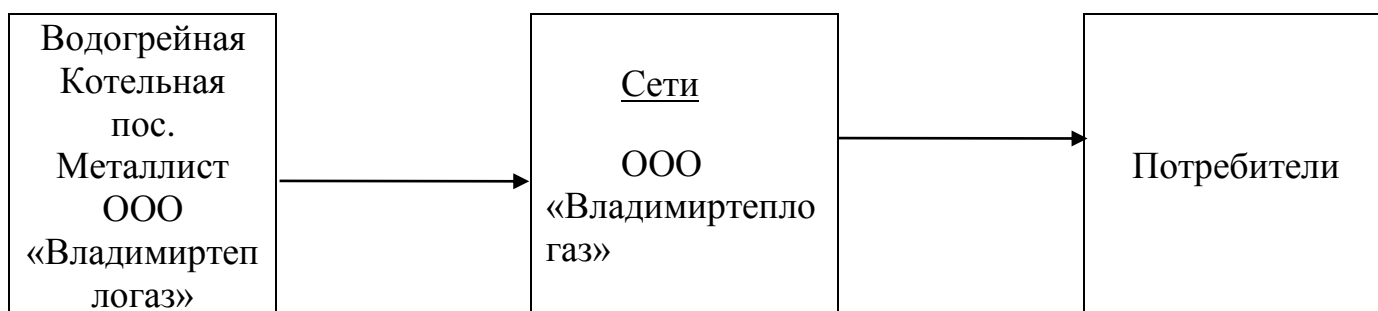 Водогрейная
Котельная
пос.
Металлист
ООО
«Владимиртеп
логаз»
Сети
ООО
«Владимиртепло
газ»
Потребители